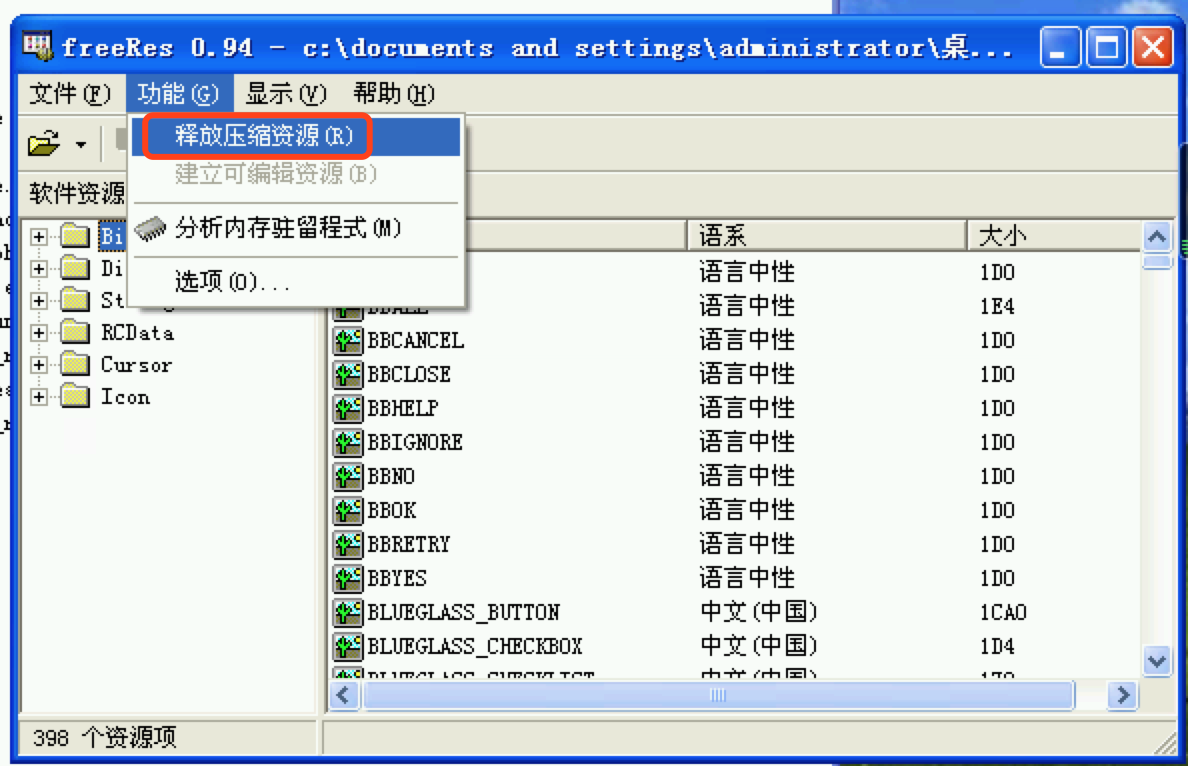 freeRes 0.94 - c:\documents and settings\administrator\桌...
文件(F) 功能(G) 显示(V) 帮助(H)
释放压缩资源(R)
建立可编辑资源(B)
分析内存驻留程式(M)
选项(O)...
软件资源
语系 大小
Bi
语言中性 1D0
Di
语言中性 1E4
St
BBCANCEL 语言中性 1D0
RCData
BBCLOSE 语言中性 1D0
Cursor
BBHELP 语言中性 1D0
Icon
BBIGNORE 语言中性 1D0
BBNO 语言中性 1D0
BBOK 语言中性 1D0
BBRETRY 语言中性 1D0
BBYES 语言中性 1D0
BLUEGLASS_BUTTON 中文(中国) 1CA0
BLUEGLASS_CHECKBOX 中文(中国) 1D4
398 个资源项